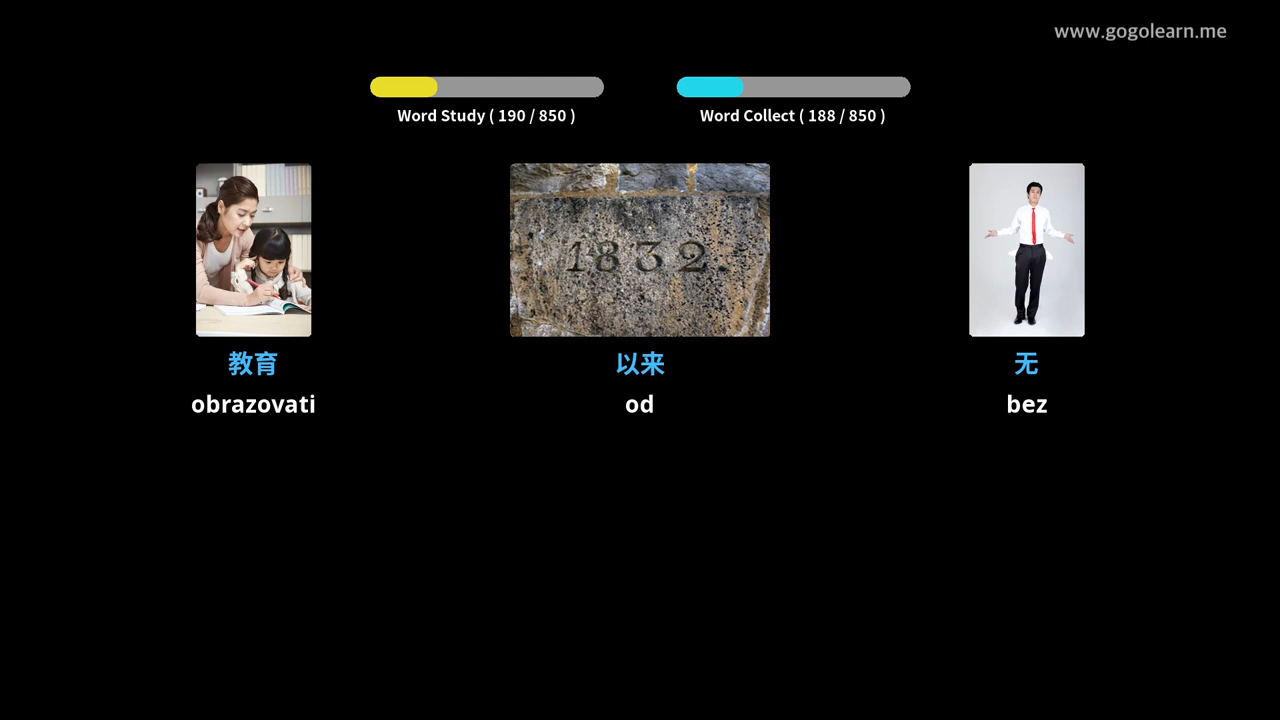 www.gogolearn.me
Word Study ( 190 / 850 )
Word Collect ( 188 / 850 )
1832.
教育
以来
无
obrazovati
od
bez